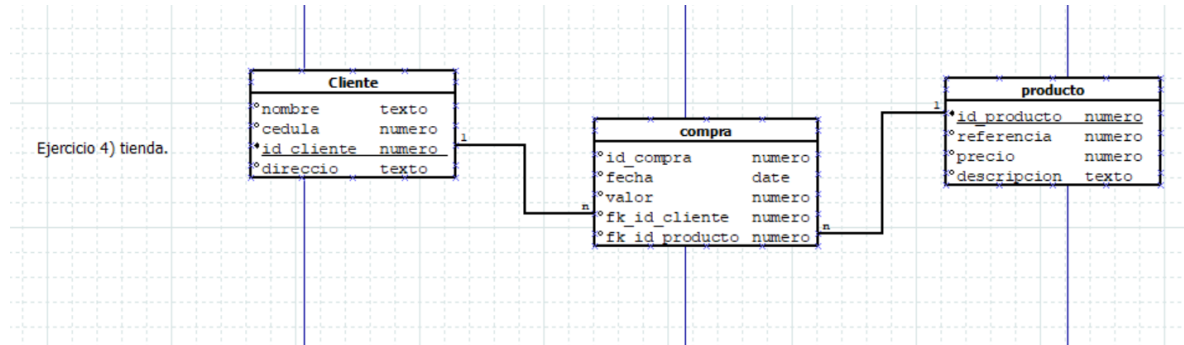 Ejercicio 4) tienda.
Cliente
nombre texto
cedula numero
id_cliente numero
direccio texto
1
n
compra
id_compra numero
fecha date
valor numero
fk_id_cliente numero
fk_id_producto numero
n
1
producto
id_producto numero
referencia numero
precio numero
descripcion texto